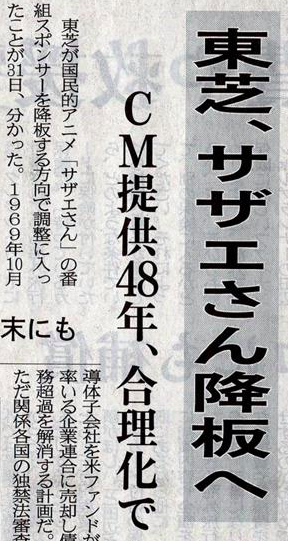 東芝、サザエさん降板へ
CM提供48年、合理化で
東芝が国民的アニメ「サザエさん」の番
組スポンサーを降板する方向で調整に入っ
たことが31日、分かった。1969年10月
末にも
導体子会社を米ファンドが
率いる企業連合に売却し債
務超過を解消する計画だ。
ただ関係各国の独禁法審査